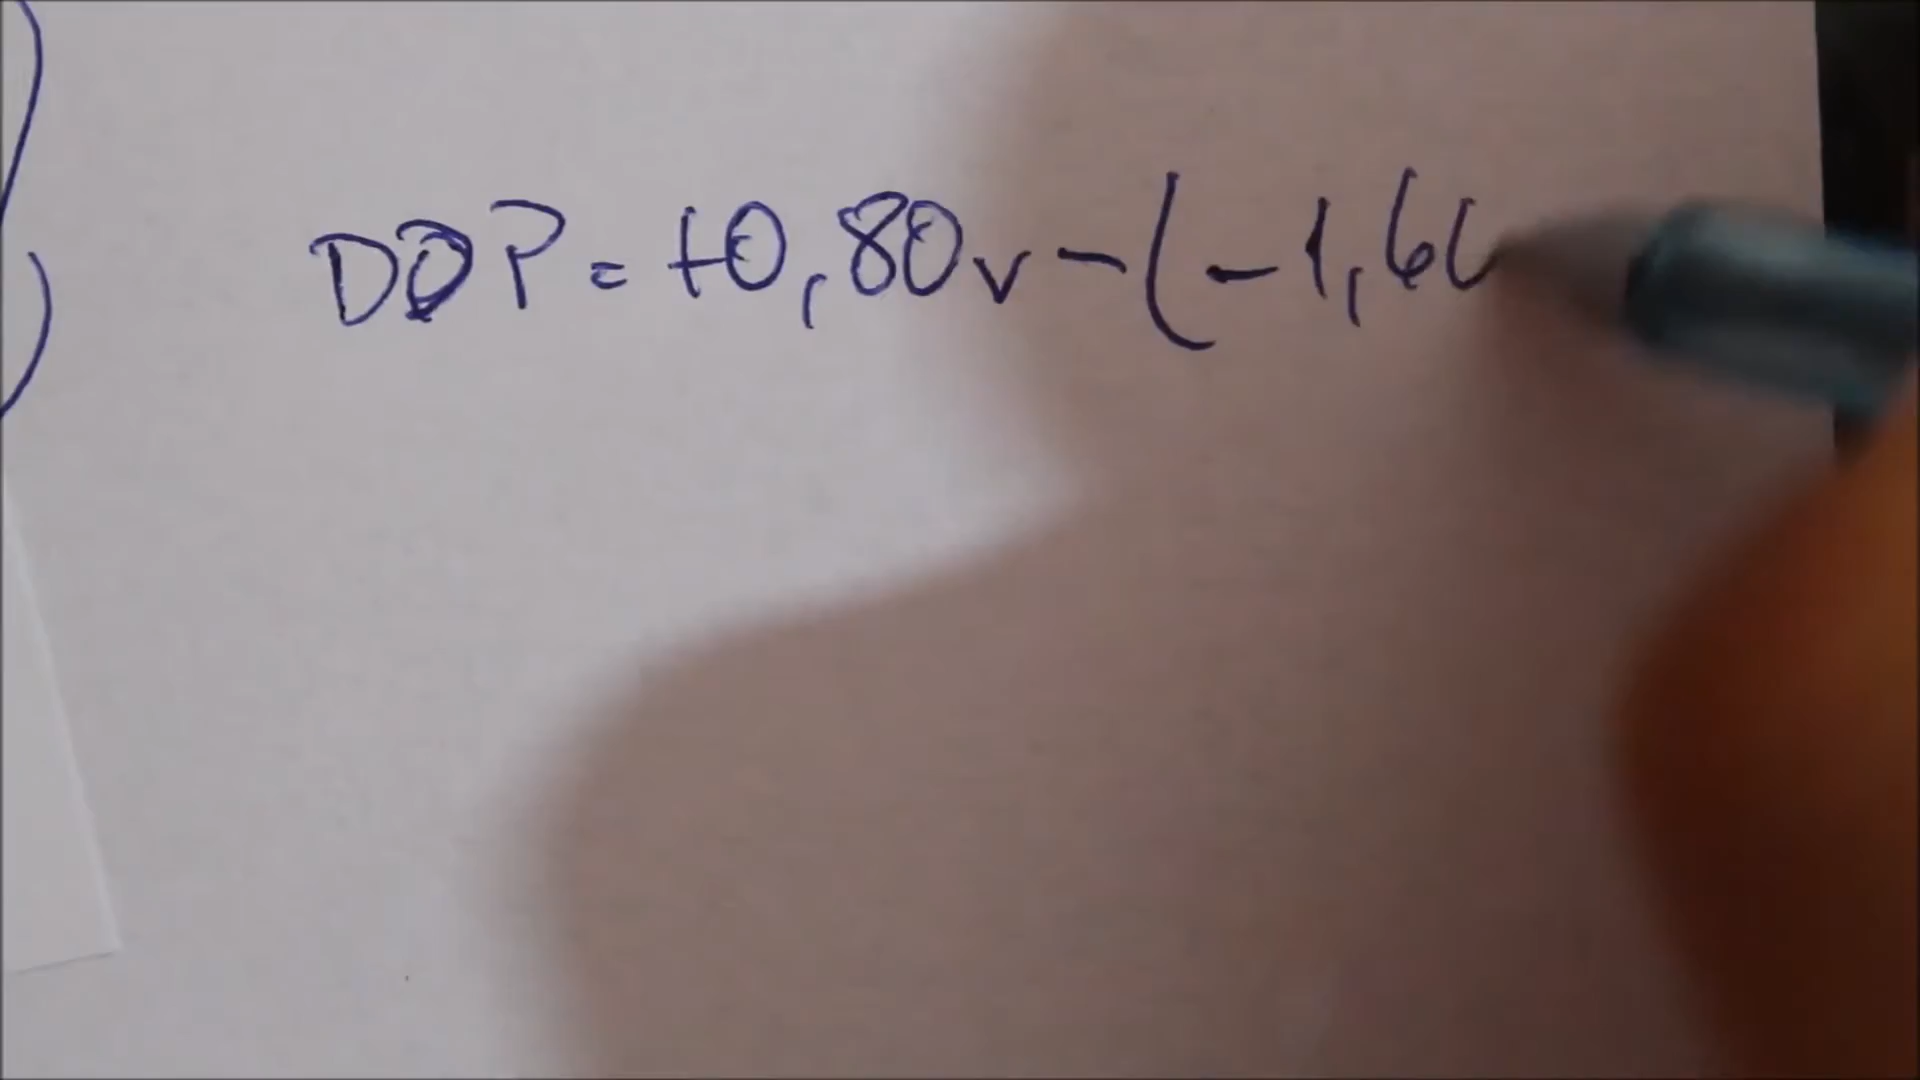 DDP = +0,80v - (-1,6